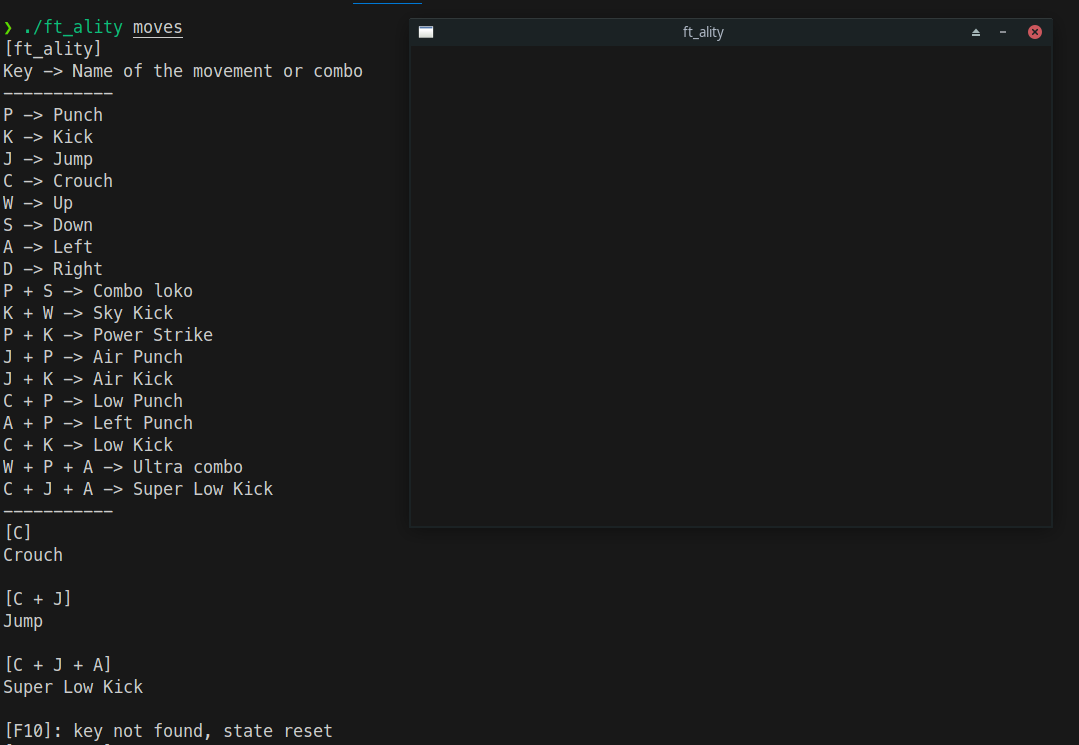 ❯ ./ft_ality moves
ft_ality
[ft_ality]
Key —> Name of the movement or combo
———————————
P —> Punch
K —> Kick
J —> Jump
C —> Crouch
W —> Up
S —> Down
A —> Left
D —> Right
P + S —> Combo loko
K + W —> Sky Kick
P + K —> Power Strike
J + P —> Air Punch
J + K —> Air Kick
C + P —> Low Punch
A + P —> Left Punch
C + K —> Low Kick
W + P + A —> Ultra combo
C + J + A —> Super Low Kick
———————————
[C]
Crouch
[C + J]
Jump
[C + J + A]
Super Low Kick
[F10]: key not found, state reset